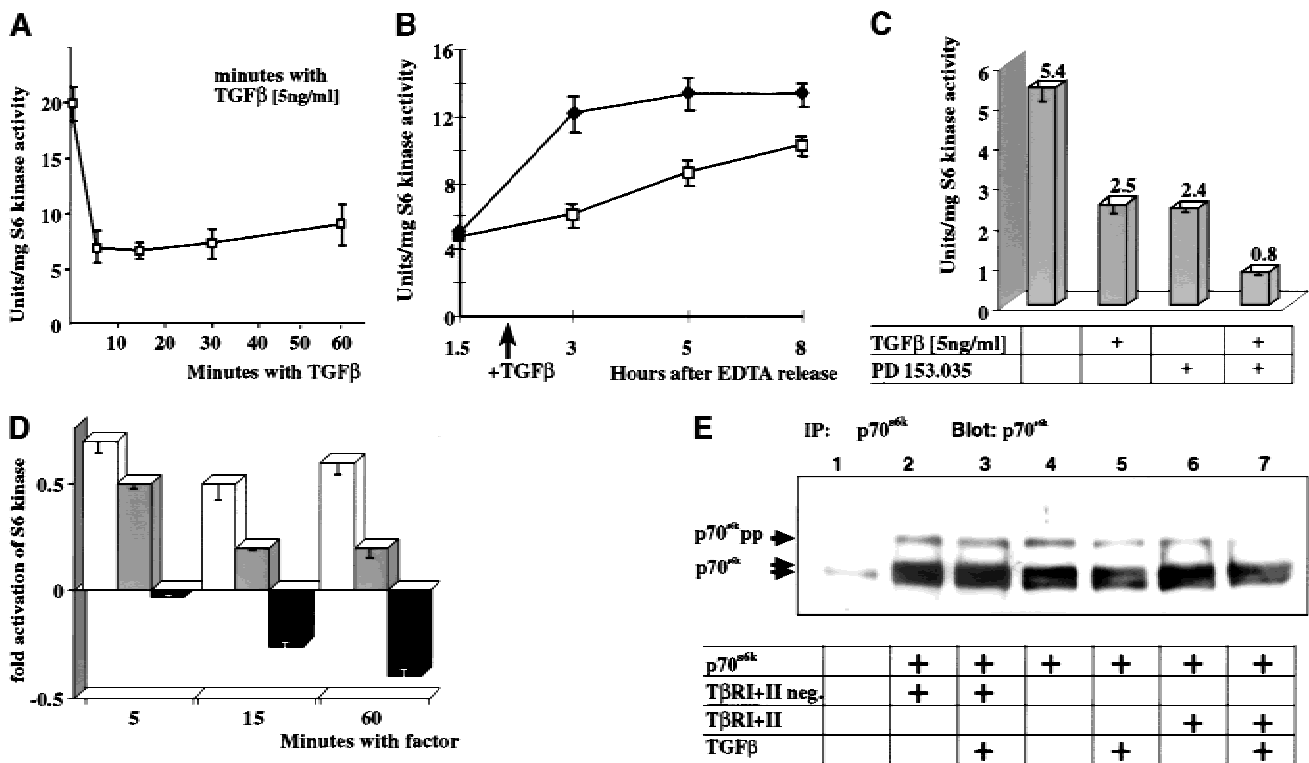 A
B
C
minutes with
TGFβ [5ng/ml]
Units/mg S6 kinase activity
20
15
10
5
0
10 20 30 40 50 60
Minutes with TGFβ
Units/mg S6 kinase activity
16
12
8
4
0
1.5 3 5 8
+TGFβ Hours after EDTA release
Units/mg S6 kinase activity
6
5
4
3
2
1
0
5.4
2.5
2.4
0.8
TGFβ [5ng/ml] + +
PD 153.035 + +
D
fold activation of S6 kinase
0.5
0
-0.5
5 15 60
Minutes with factor
E
IP: p70s6k Blot: p70s6k
1 2 3 4 5 6 7
p70s6kpp
p70s6k
p70s6k + + + + + +
TβRI+II neg. + +
TβRI+II + +
TGFβ + + +